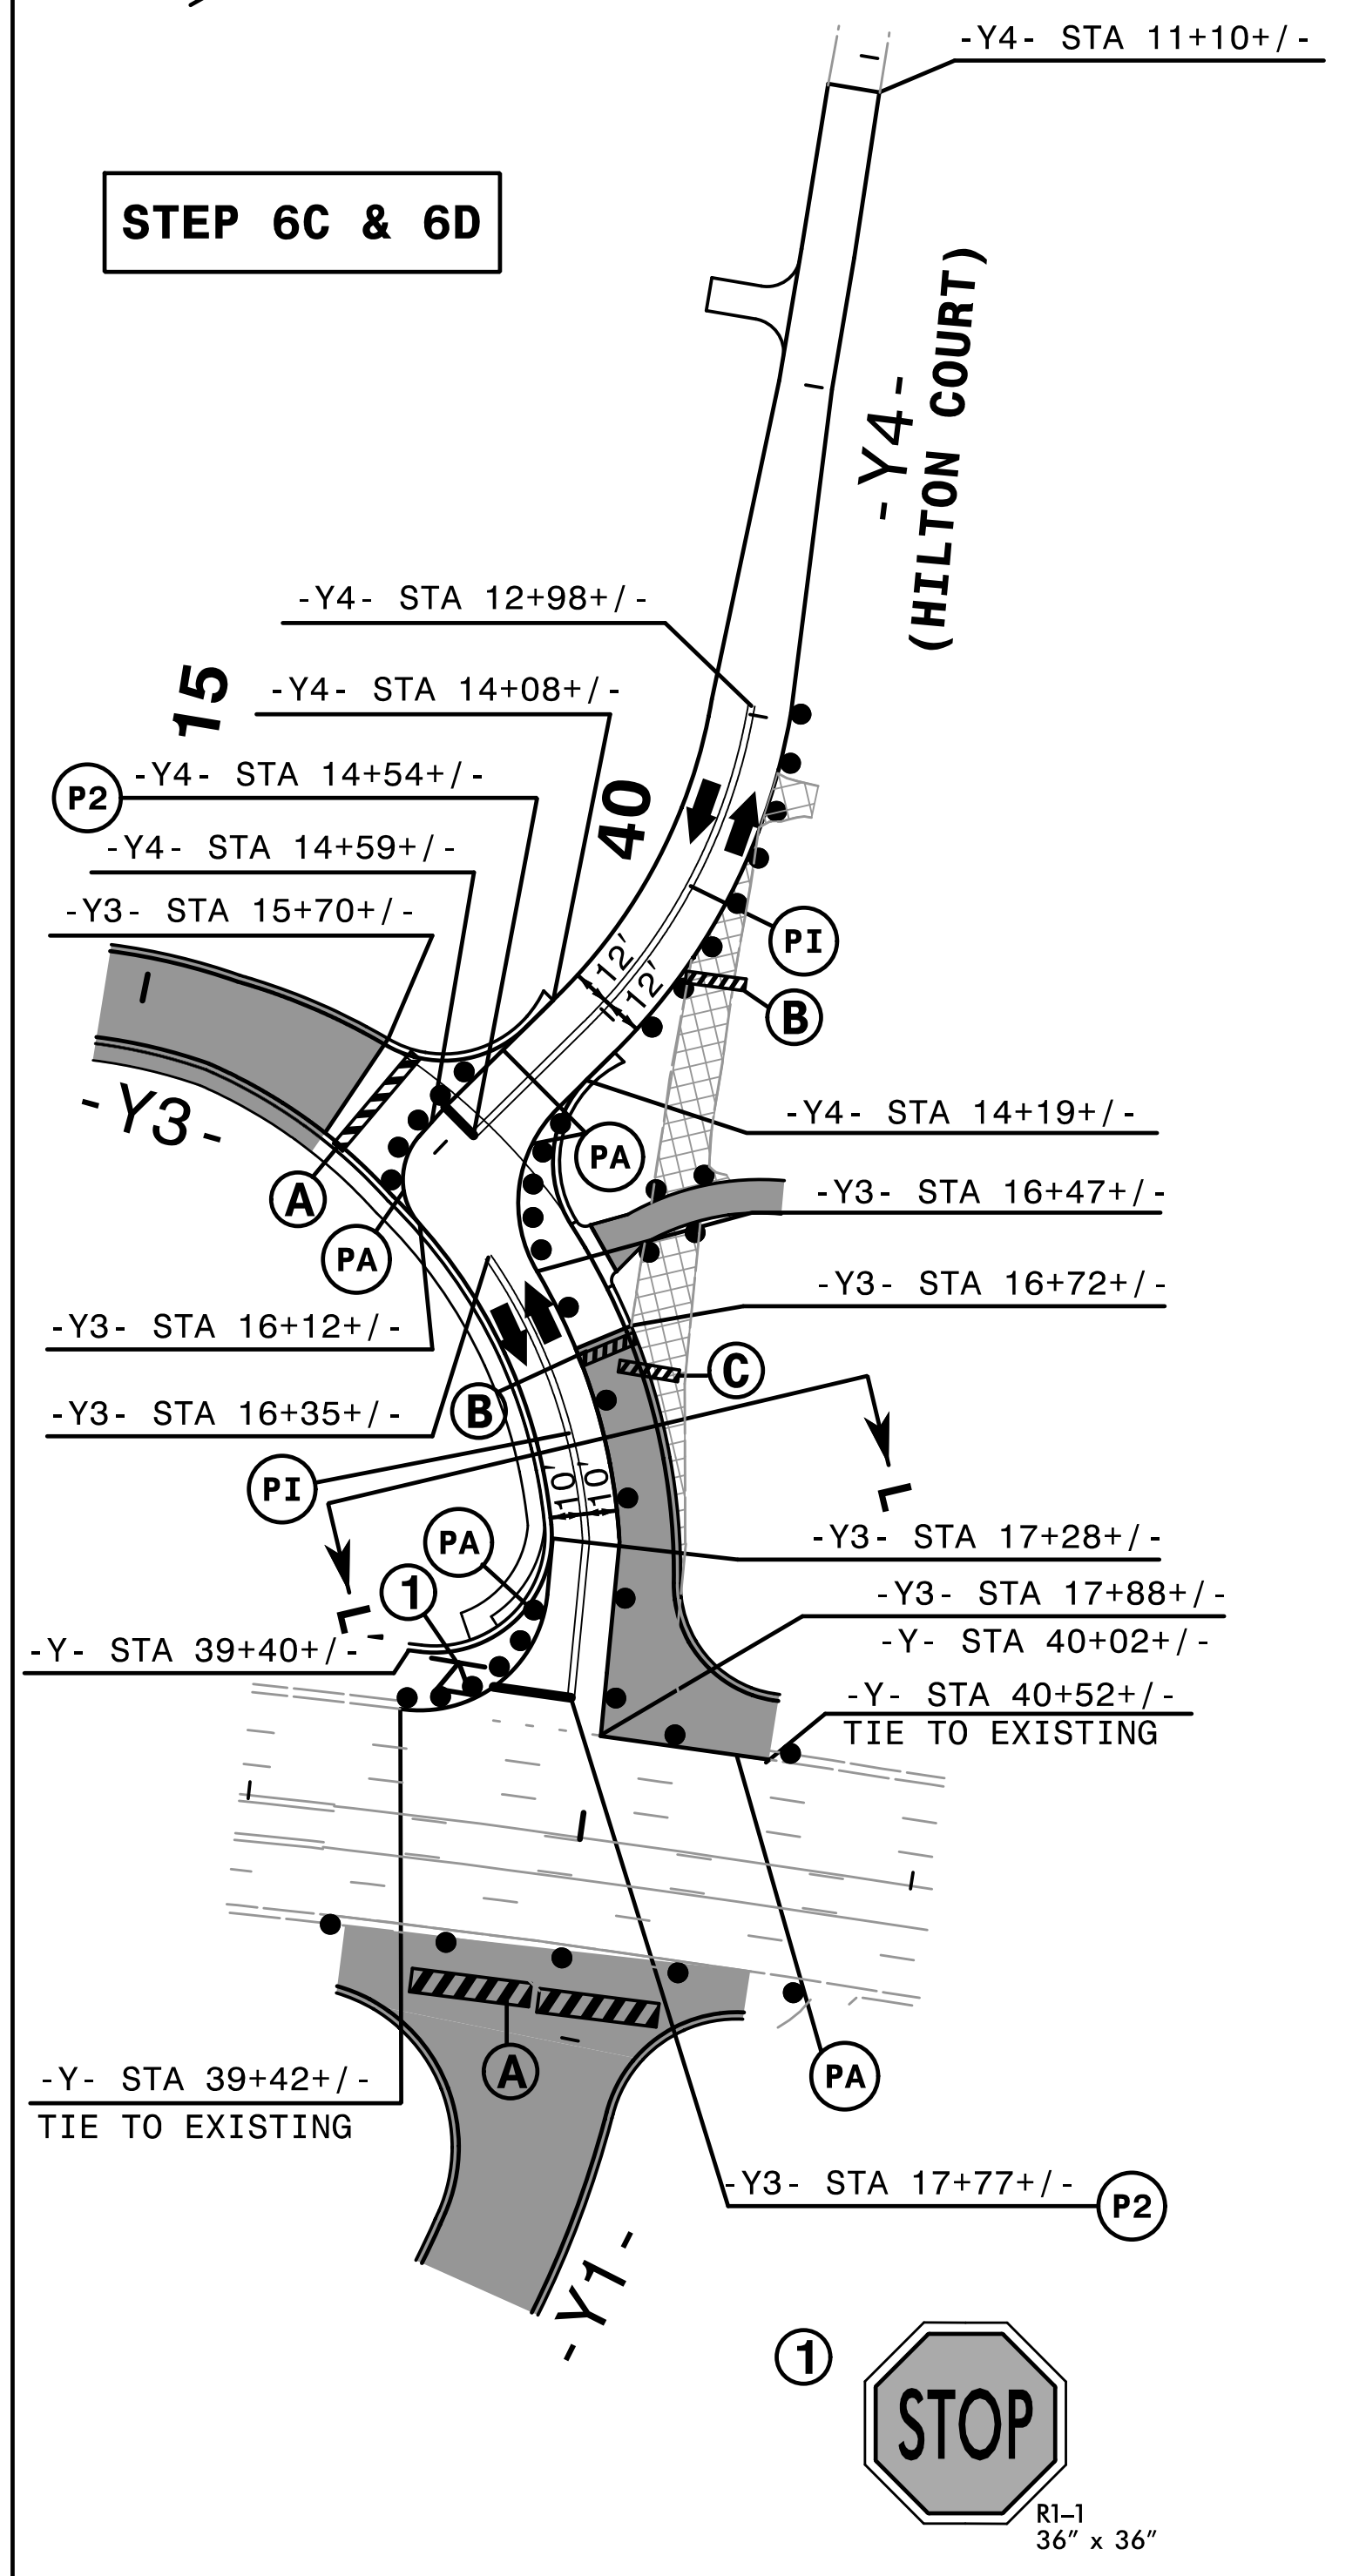 -Y4- STA 11+10+/-
STEP 6C & 6D
-Y4-
(HILTON COURT)
-Y4- STA 12+98+/-
15
-Y4- STA 14+08+/-
P2
-Y4- STA 14+54+/-
40
-Y4- STA 14+59+/-
-Y3- STA 15+70+/-
PI
12'
12'
B
-Y3-
-Y4- STA 14+19+/-
PA
A
-Y3- STA 16+47+/-
PA
-Y3- STA 16+72+/-
-Y3- STA 16+12+/-
C
B
-Y3- STA 16+35+/-
PI
10'
10'
L
PA
-Y3- STA 17+28+/-
1
-Y3- STA 17+88+/-
L
-Y- STA 40+02+/-
-Y- STA 39+40+/-
-Y- STA 40+52+/-
TIE TO EXISTING
A
PA
-Y- STA 39+42+/-
TIE TO EXISTING
-Y3- STA 17+77+/-
P2
-Y1-
1
STOP
R1-1
36" x 36"